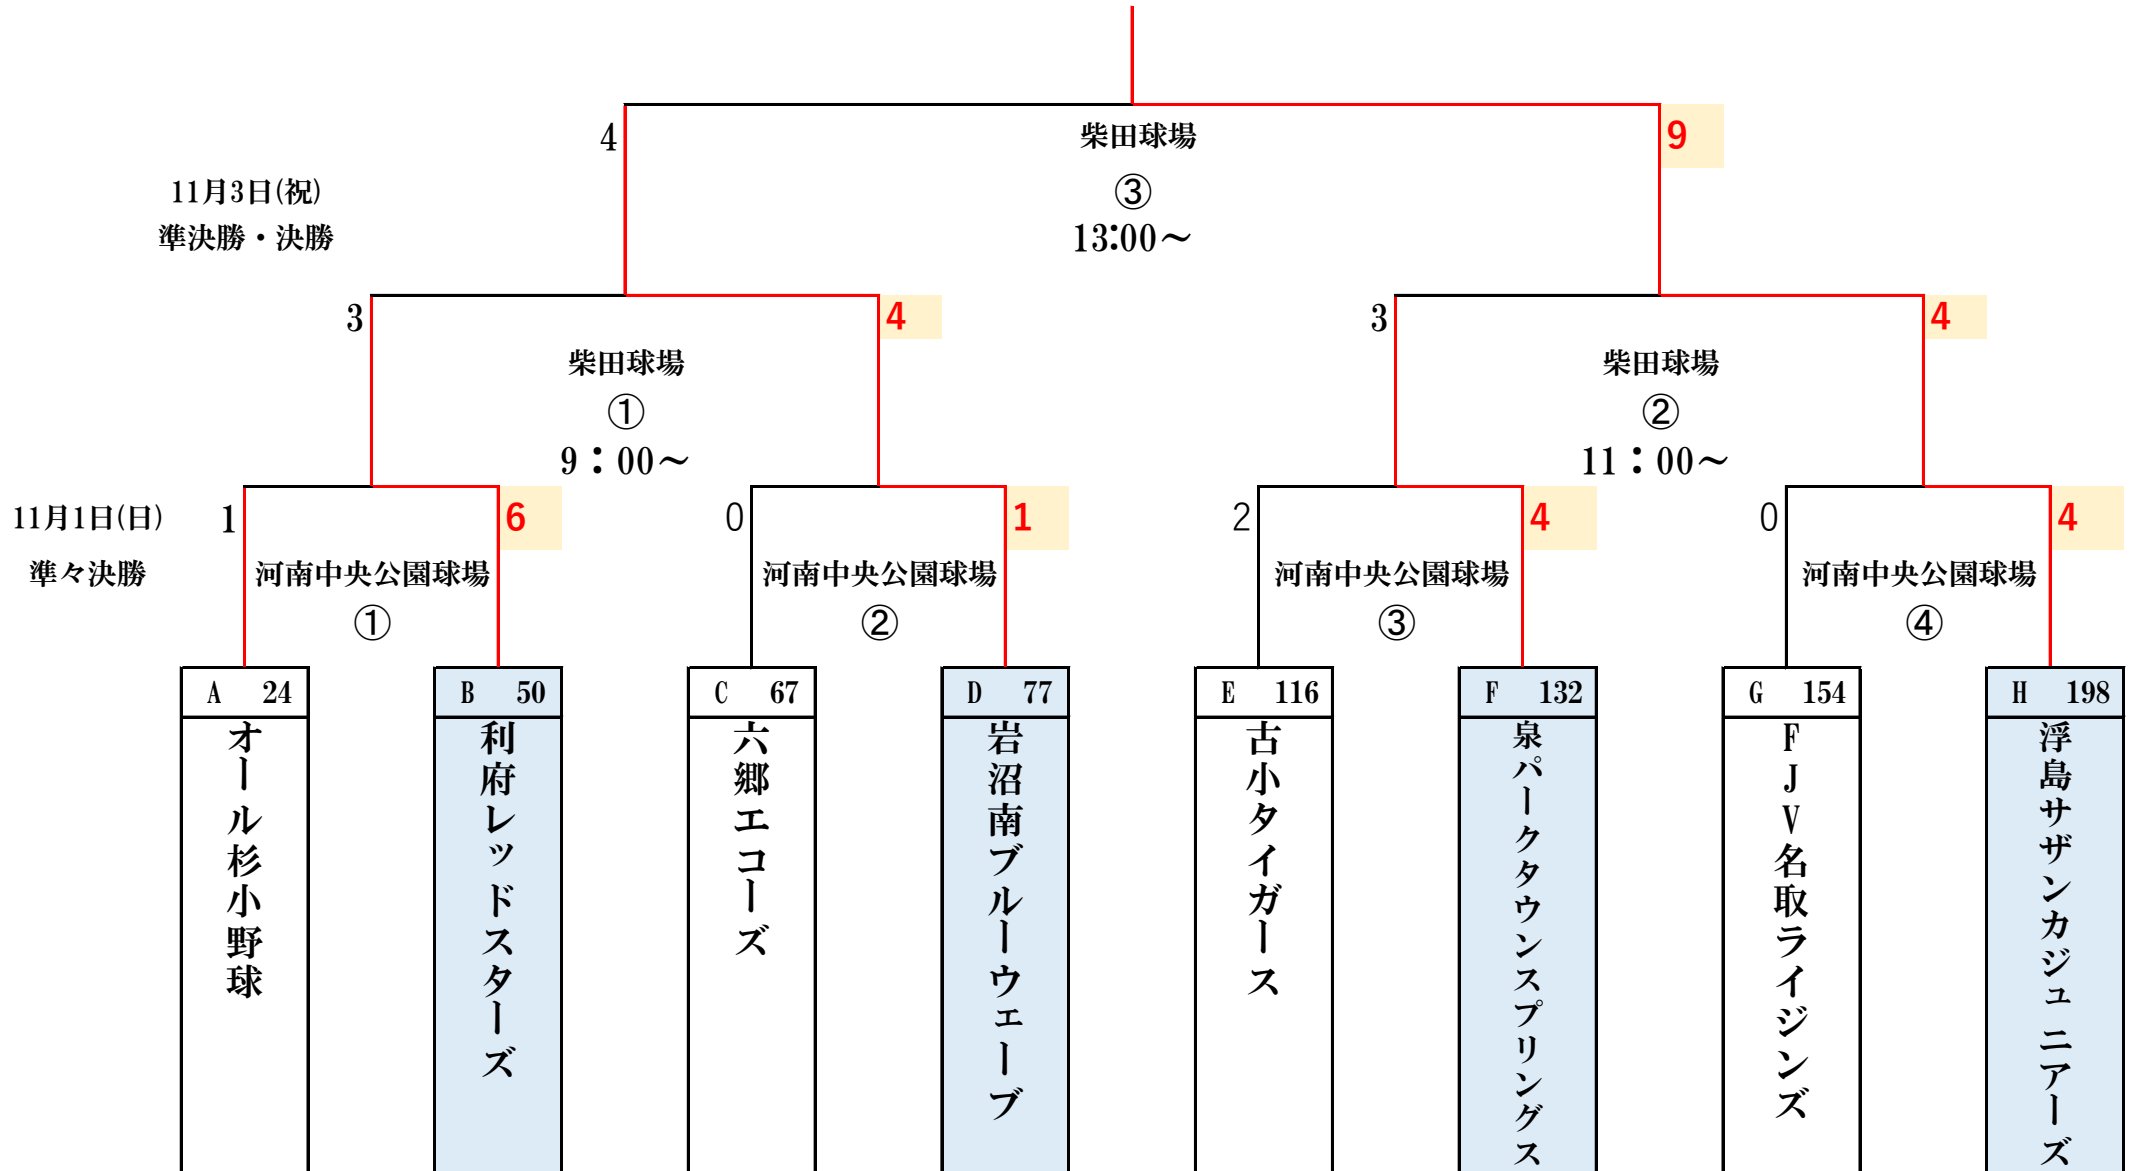 4
柴田球場
9
③
13:00～
11月3日(祝)
準決勝・決勝
3
4
柴田球場
①
9：00～
3
4
柴田球場
②
11：00～
11月1日(日)
準々決勝
1
6
河南中央公園球場
①
0
1
河南中央公園球場
②
2
4
河南中央公園球場
③
0
4
河南中央公園球場
④
A 24
オール杉小野球
B 50
利府レッドスターズ
C 67
六郷エコーズ
D 77
岩沼南ブルーウェーブ
E 116
古小タイガース
F 132
泉パークタウンスプリングス
G 154
FJV名取ライジンズ
H 198
浮島サザンカジュニアーズ